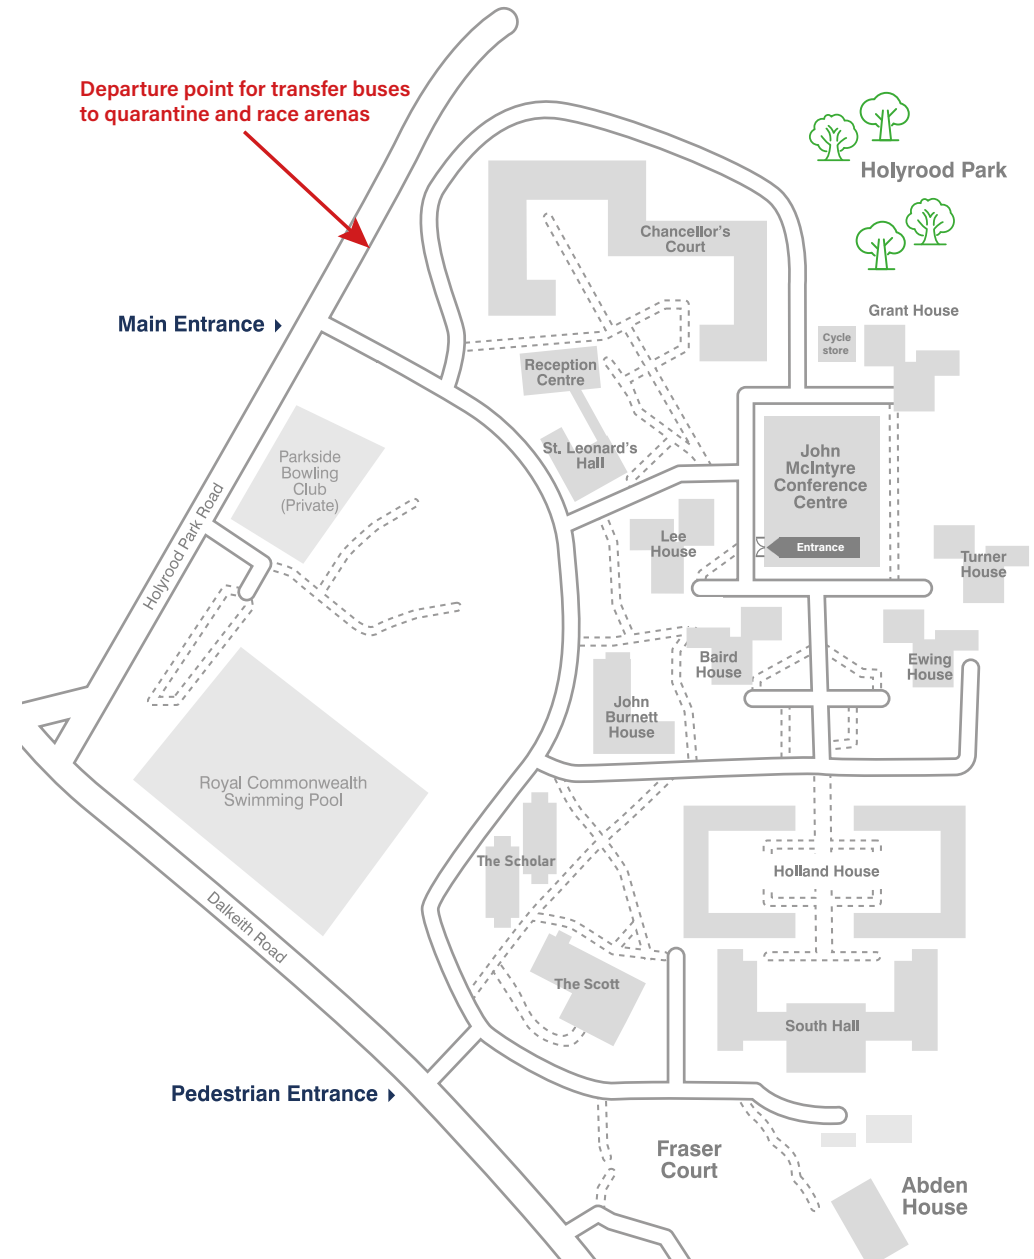 Departure point for transfer buses
to quarantine and race arenas
Holyrood Park
Chancellor's
Court
Main Entrance
Grant House
Cycle
store
Reception
Centre
St. Leonard's
Hall
Parkside
Bowling
Club
(Private)
John
McIntyre
Conference
Centre
Holyrood Park Road
Lee
House
Entrance
Turner
House
Baird
House
Ewing
House
John
Burnett
House
Royal Commonwealth
Swimming Pool
The Scholar
Holland House
Dalkeith Road
The Scott
South Hall
Pedestrian Entrance
Fraser
Court
Abden
House